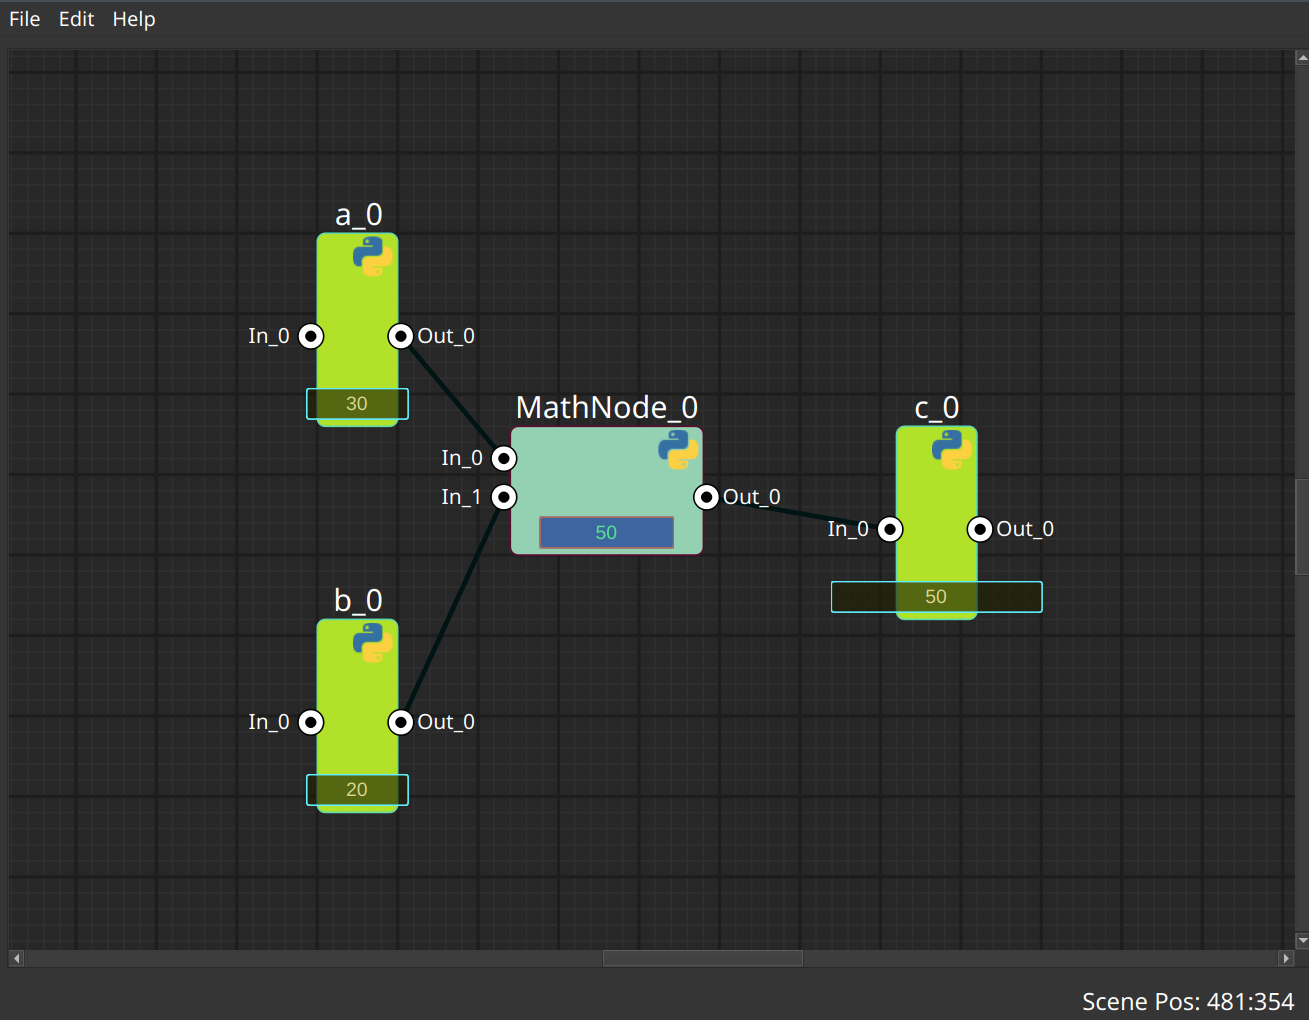 File Edit Help
a_0
In_0 Out_0
30
MathNode_0
In_0
In_1 Out_0
50
c_0
In_0 Out_0
50
b_0
In_0 Out_0
20
Scene Pos: 481:354